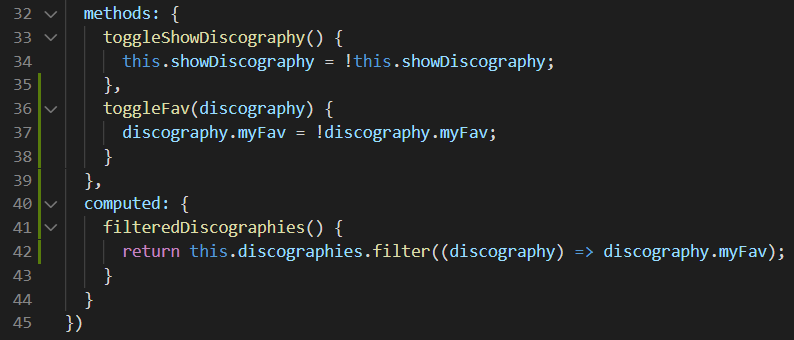 32 methods: {
33 toggleShowDiscography() {
34 this.showDiscography = !this.showDiscography;
35 },
36 toggleFav(discography) {
37 discography.myFav = !discography.myFav;
38 }
39 },
40 computed: {
41 filteredDiscographies() {
42 return this.discographies.filter((discography) => discography.myFav);
43 }
44 }
45 })